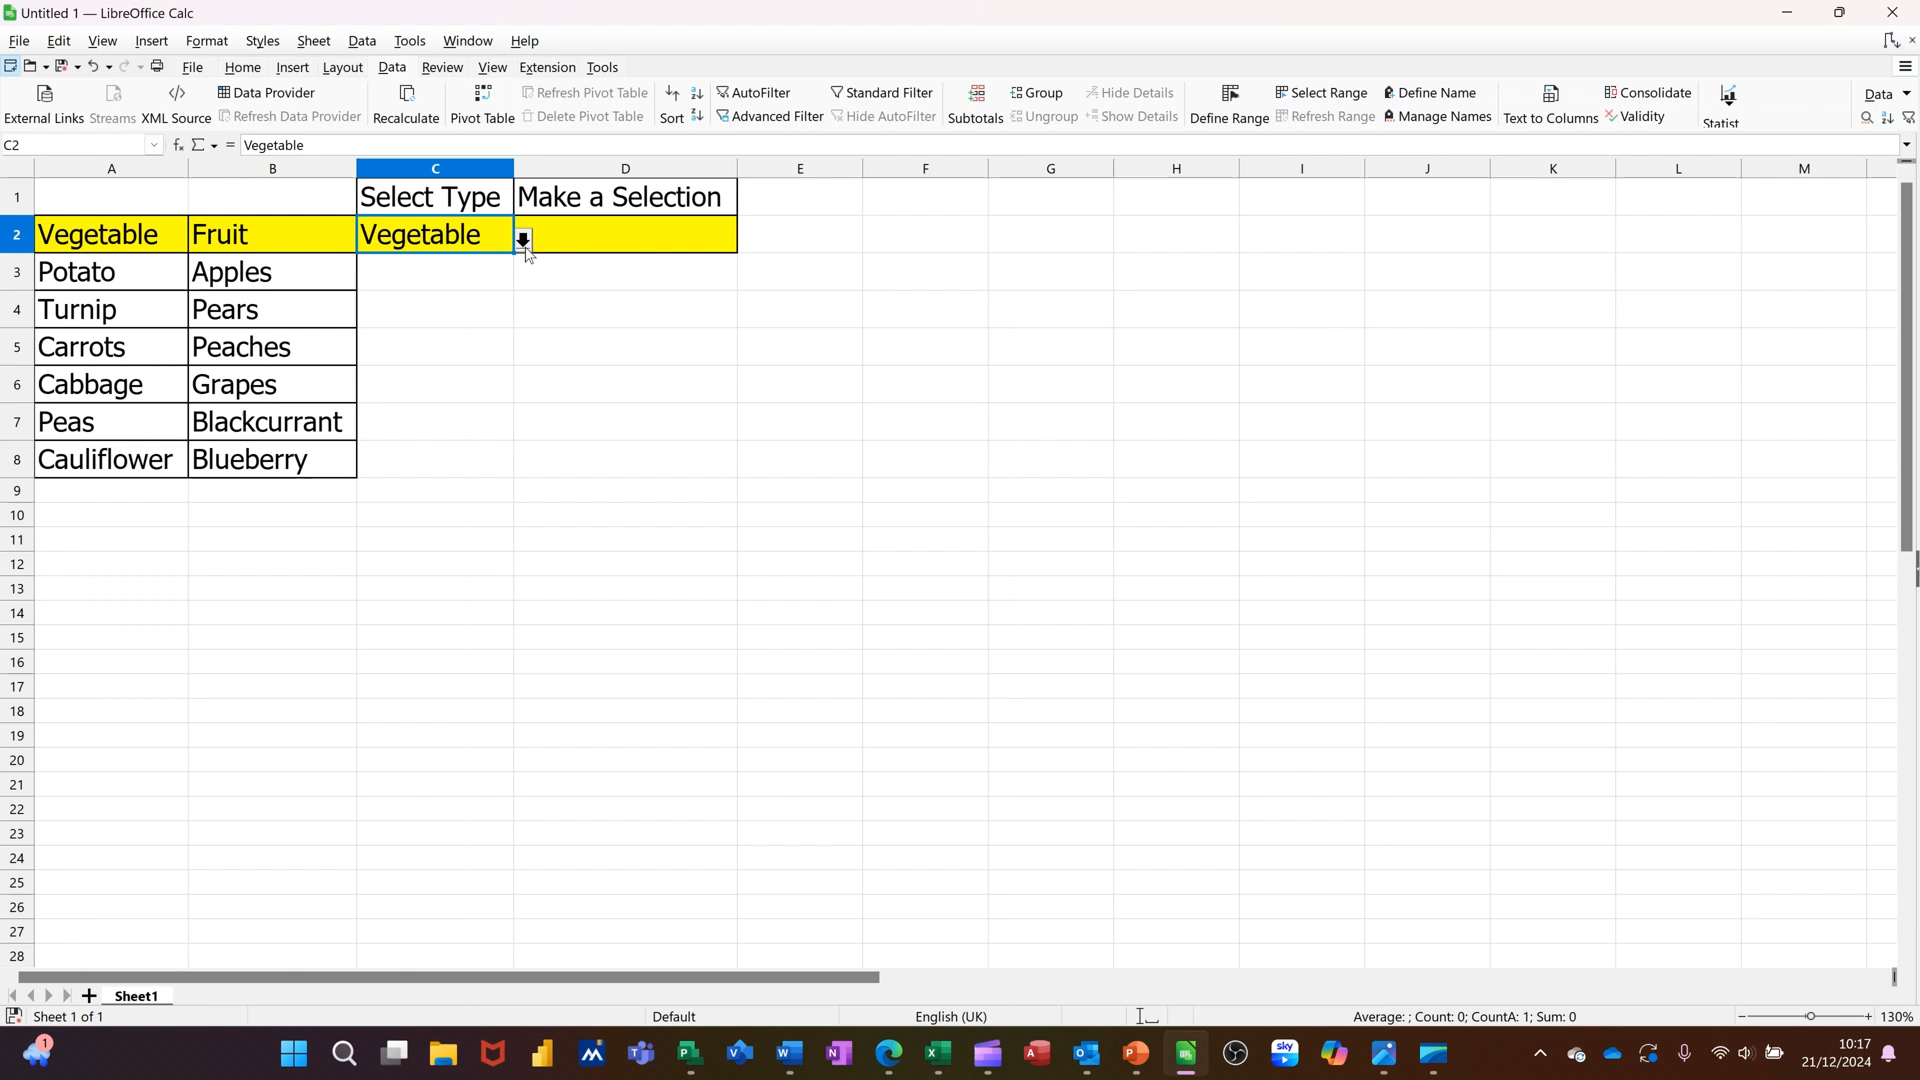 Untitled 1 — LibreOffice Calc
File Edit View Insert Format Styles Sheet Data Tools Window Help
File Home Insert Layout Data Review View Extension Tools
Data Provider Refresh Pivot Table AutoFilter Standard Filter Group Hide Details Select Range Define Name Consolidate Data
External Links Streams XML Source Refresh Data Provider Recalculate Pivot Table Delete Pivot Table Sort Advanced Filter Hide AutoFilter Subtotals Ungroup Show Details Define Range Refresh Range Manage Names Text to Columns Validity Statist
C2 fx Σ = Vegetable
A B C D E F G H I J K L M
1 Select Type Make a Selection
2 Vegetable Fruit Vegetable
3 Potato Apples
4 Turnip Pears
5 Carrots Peaches
6 Cabbage Grapes
7 Peas Blackcurrant
8 Cauliflower Blueberry
9
10
11
12
13
14
15
16
17
18
19
20
21
22
23
24
25
26
27
28
Sheet1
Sheet 1 of 1 Default English (UK) Average: ; Count: 0; CountA: 1; Sum: 0 130%
1 sky 10:17
21/12/2024